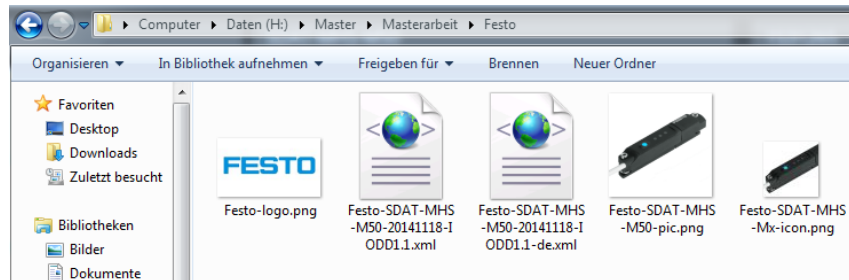 Computer ▸ Daten (H:) ▸ Master ▸ Masterarbeit ▸ Festo
Organisieren ▾ In Bibliothek aufnehmen ▾ Freigeben für ▾ Brennen Neuer Ordner
Favoriten
Desktop
Downloads
Zuletzt besucht
Bibliotheken
Bilder
Dokumente
FESTO
Festo-logo.png
Festo-SDAT-MHS
-M50-20141118-I
ODD1.1.xml
Festo-SDAT-MHS
-M50-20141118-I
ODD1.1-de.xml
Festo-SDAT-MHS
-M50-pic.png
Festo-SDAT-MHS
-Mx-icon.png